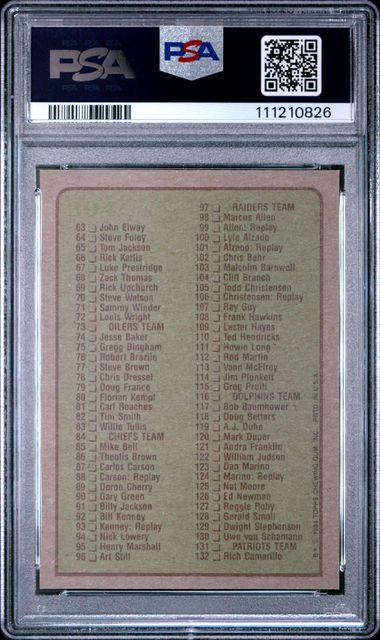 PSA
PSA
111210826
63 John Elway
64 Steve Foley
65 Tom Jackson
66 Rick Karlis
67 Luke Prestridge
68 Zack Thomas
69 Rick Upchurch
70 Steve Watson
71 Sammy Winder
72 Louis Wright
73 OILERS TEAM
74 Jesse Baker
75 Gregg Bingham
76 Robert Brazile
77 Steve Brown
78 Chris Dressel
79 Doug France
80 Florian Kempf
81 Carl Roaches
82 Tim Smith
83 Willie Tullis
84 CHIEFS TEAM
85 Mike Bell
86 Theotis Brown
87 Carlos Carson
88 Carson: Replay
89 Deron Cherry
90 Gary Green
91 Billy Jackson
92 Bill Kenney
93 Kenney: Replay
94 Nick Lowery
95 Henry Marshall
96 Art Still
97 RAIDERS TEAM
98 Marcus Allen
99 Allen: Replay
100 Lyle Alzado
101 Alzado: Replay
102 Chris Bahr
103 Malcolm Barnwell
104 Cliff Branch
105 Todd Christensen
106 Christensen: Replay
107 Ray Guy
108 Frank Hawkins
109 Lester Hayes
110 Ted Hendricks
111 Howie Long
112 Rod Martin
113 Vann McElroy
114 Jim Plunkett
115 Greg Pruitt
116 DOLPHINS TEAM
117 Bob Baumhower
118 Doug Betters
119 A.J. Duhe
120 Mark Duper
121 Andra Franklin
122 William Judson
123 Dan Marino
124 Marino: Replay
125 Nat Moore
126 Ed Newman
127 Reggie Roby
128 Gerald Small
129 Dwight Stephenson
130 Uwe von Schamann
131 PATRIOTS TEAM
132 Rich Camarillo
1984 TOPPS CHEWING GUM, INC. PRTD. IN U.S.A.